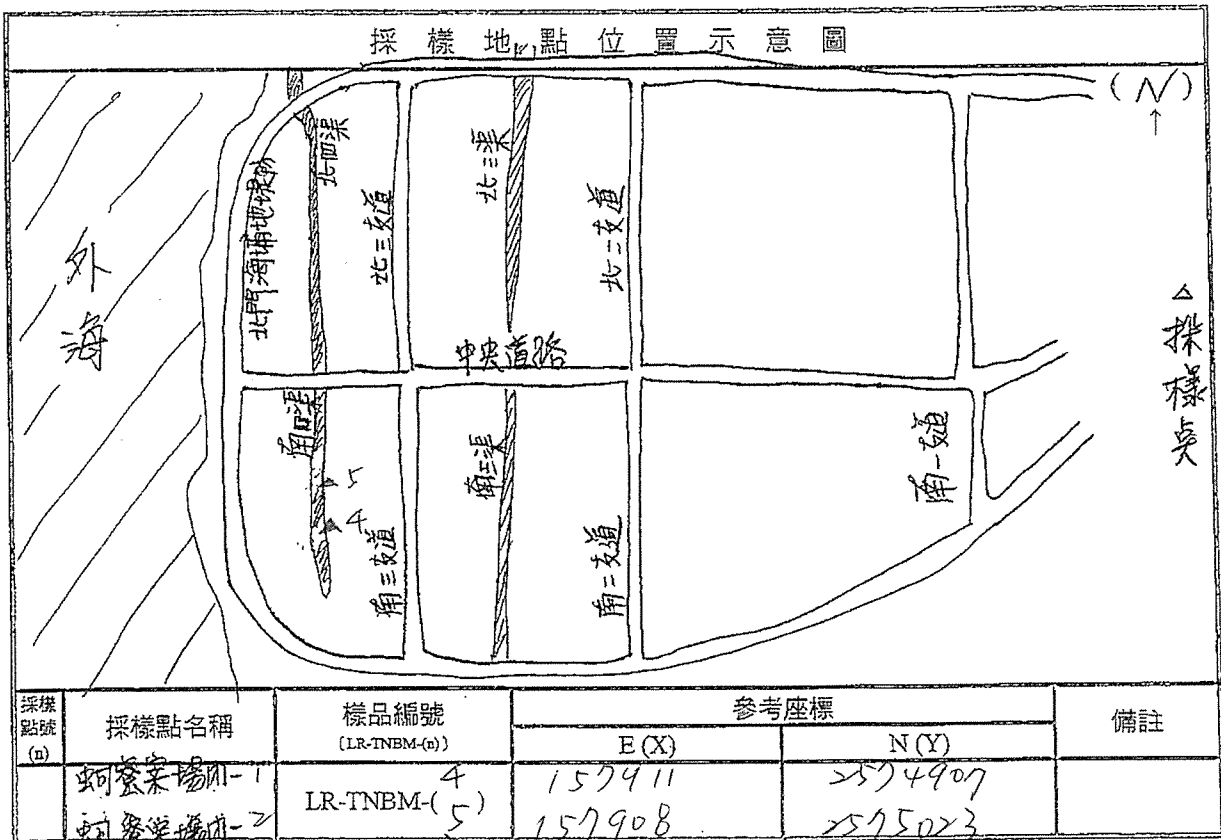 採樣地點位置示意圖
(N)
↑
外海
北門海埔地堤防
北四渠
北三支道
北三渠
北二支道
中央道路
南四渠
5
4
南三支道
南三渠
南二支道
南一支道
△採樣点
採樣點號(n) 採樣點名稱 樣品編號 [LR-TNBM-(n)] 參考座標 備註
E (X) N (Y)
LR-TNBM-(4 5)
157911 2574907
157908 2575023